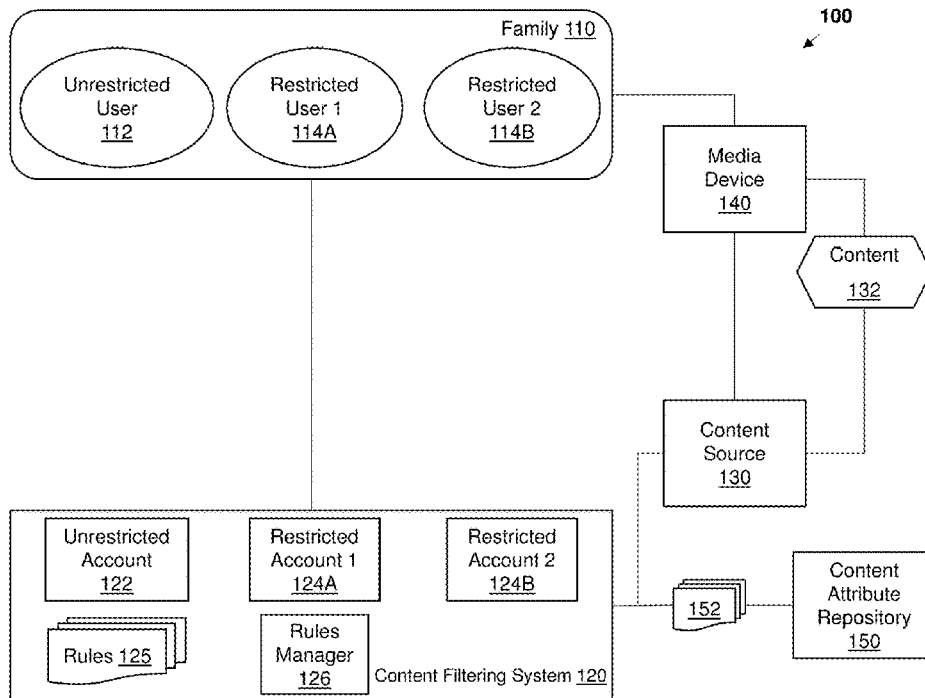 100
Family 110
Unrestricted
User
112
Restricted
User 1
114A
Restricted
User 2
114B
Media
Device
140
Content
132
Content
Source
130
Unrestricted
Account
122
Restricted
Account 1
124A
Restricted
Account 2
124B
Rules 125
Rules
Manager
126
Content Filtering System 120
152
Content
Attribute
Repository
150